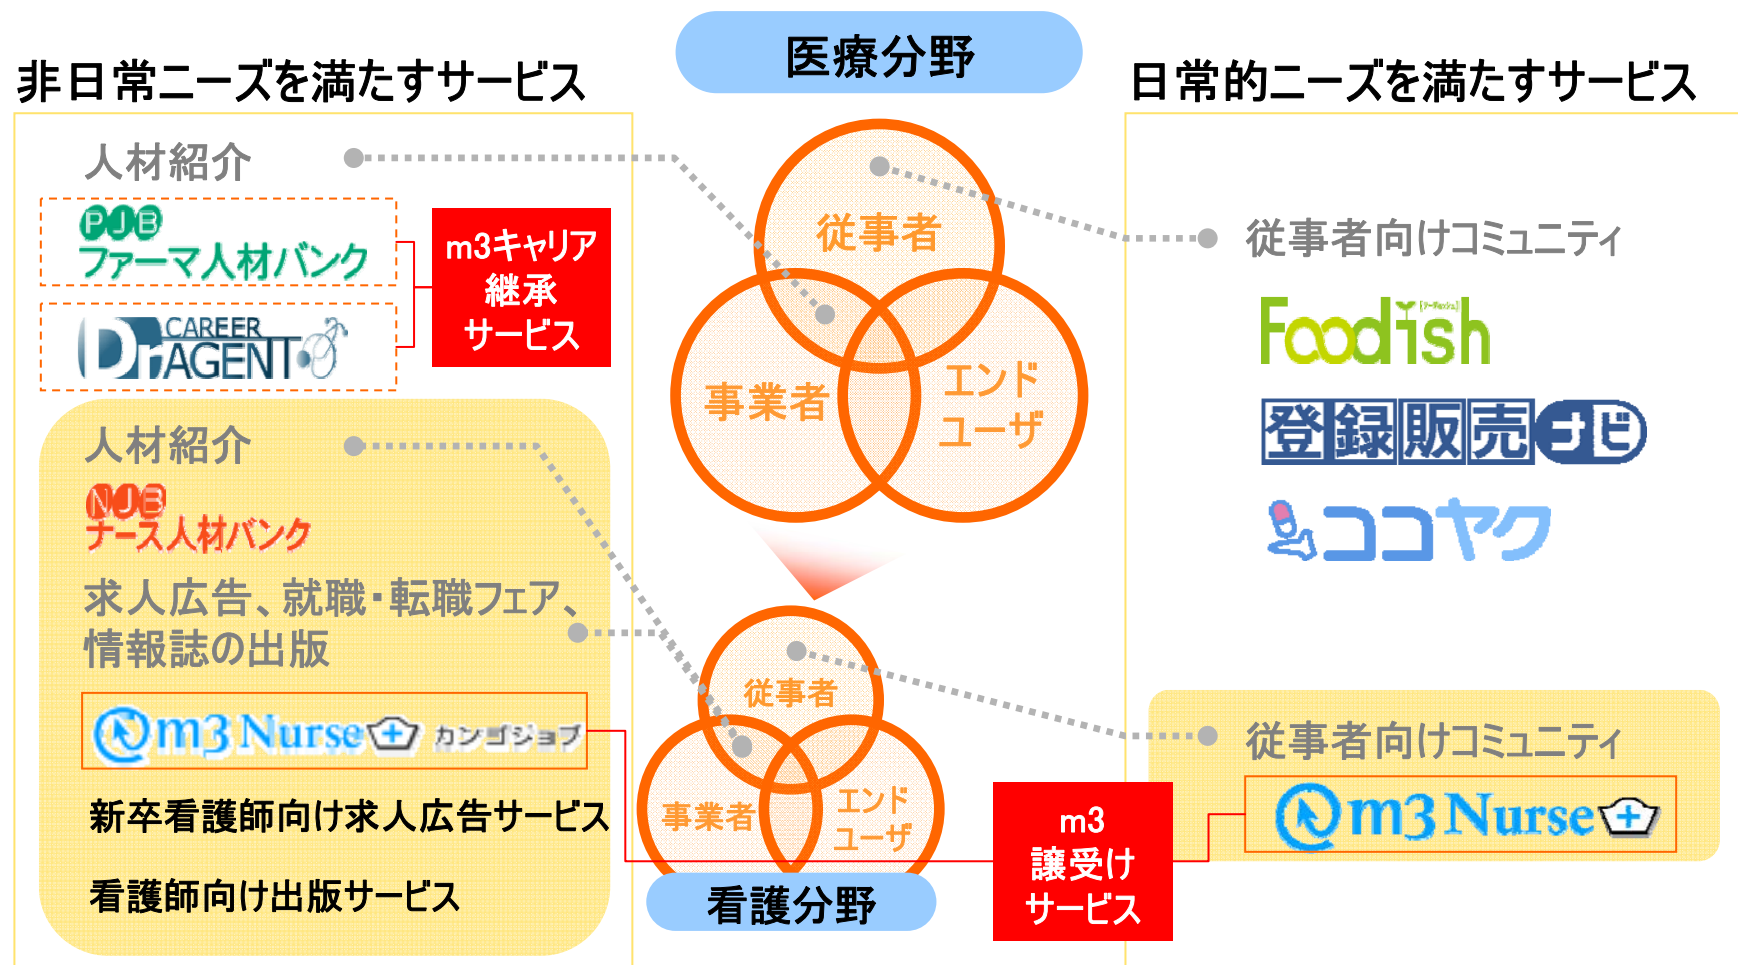 医療分野
非日常ニーズを満たすサービス
人材紹介
PJB
ファーマ人材バンク
Dr.
CAREER
AGENT
m3キャリア
継承
サービス
人材紹介
NJB
ナース人材バンク
求人広告、就職・転職フェア、
情報誌の出版
m3 Nurse カンゴジョブ
新卒看護師向け求人広告サービス
看護師向け出版サービス
従事者
事業者
エンド
ユーザ
従事者
事業者
エンド
ユーザ
看護分野
m3
譲受け
サービス
日常的ニーズを満たすサービス
従事者向けコミュニティ
Foodish
登録販売ナビ
ココヤク
従事者向けコミュニティ
m3 Nurse